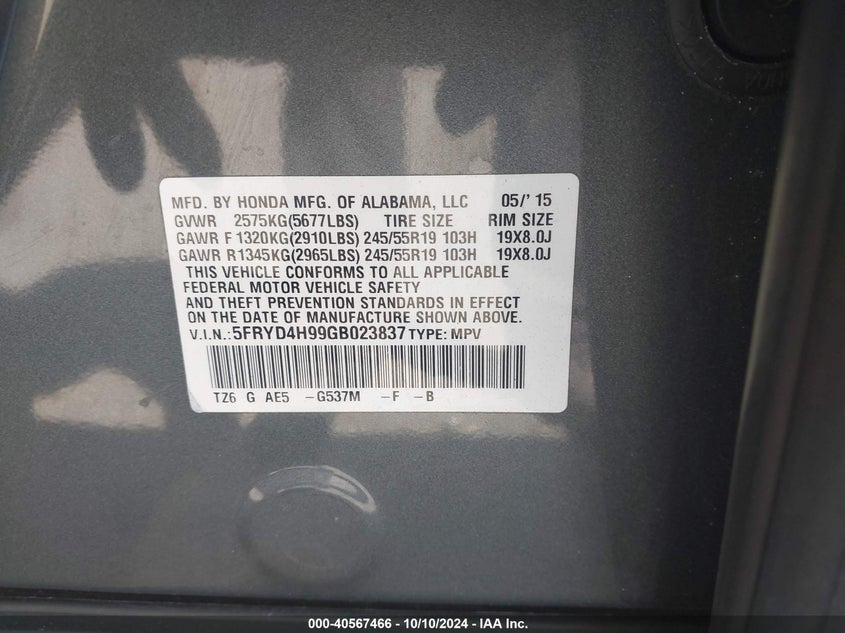 MFD. BY HONDA MFG. OF ALABAMA, LLC 05/' 15
GVWR 2575KG(5677LBS) TIRE SIZE RIM SIZE
GAWR F 1320KG(2910LBS) 245/55R19 103H 19X8.0J
GAWR R1345KG(2965LBS) 245/55R19 103H 19X8.0J
THIS VEHICLE CONFORMS TO ALL APPLICABLE
FEDERAL MOTOR VEHICLE SAFETY
AND THEFT PREVENTION STANDARDS IN EFFECT
ON THE DATE OF MANUFACTURE SHOWN ABOVE.
V.I.N.:5FRYD4H99GB023837 TYPE: MPV
TZ6 G AE5 –G537M –F –B
000-40567466 - 10/10/2024 - IAA Inc.